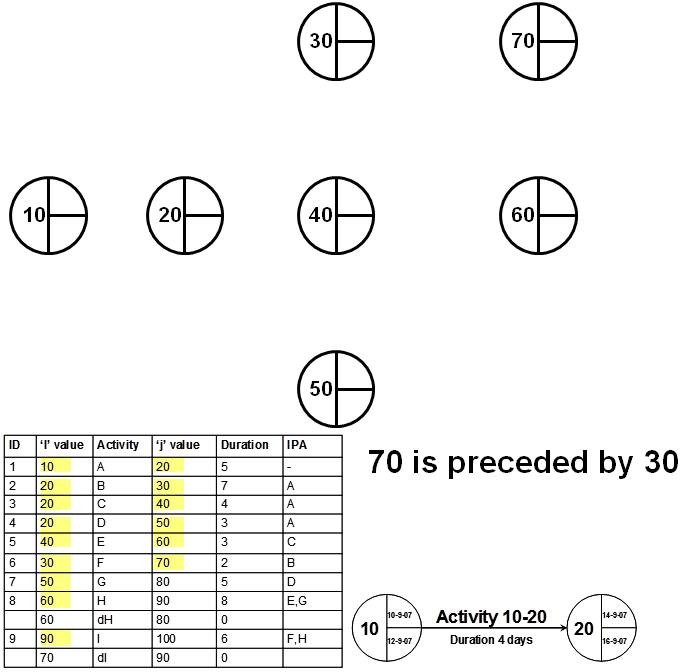 30
70
10
20
40
60
50
ID 'I' value Activity 'j' value Duration IPA
1 10 A 20 5 -
2 20 B 30 7 A
3 20 C 40 4 A
4 20 D 50 3 A
5 40 E 60 3 C
6 30 F 70 2 B
7 50 G 80 5 D
8 60 H 90 8 E,G
60 dH 80 0
9 90 I 100 6 F,H
70 dI 90 0
70 is preceded by 30
10
10-9-07
12-9-07
Activity 10-20
Duration 4 days
20
14-9-07
16-9-07